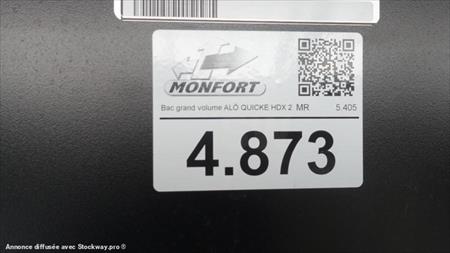 MONFORT
Bac grand volume ALÖ QUICKE HDX 2 MR 5.405
4.873
Annonce diffusée avec Stockway.pro ®